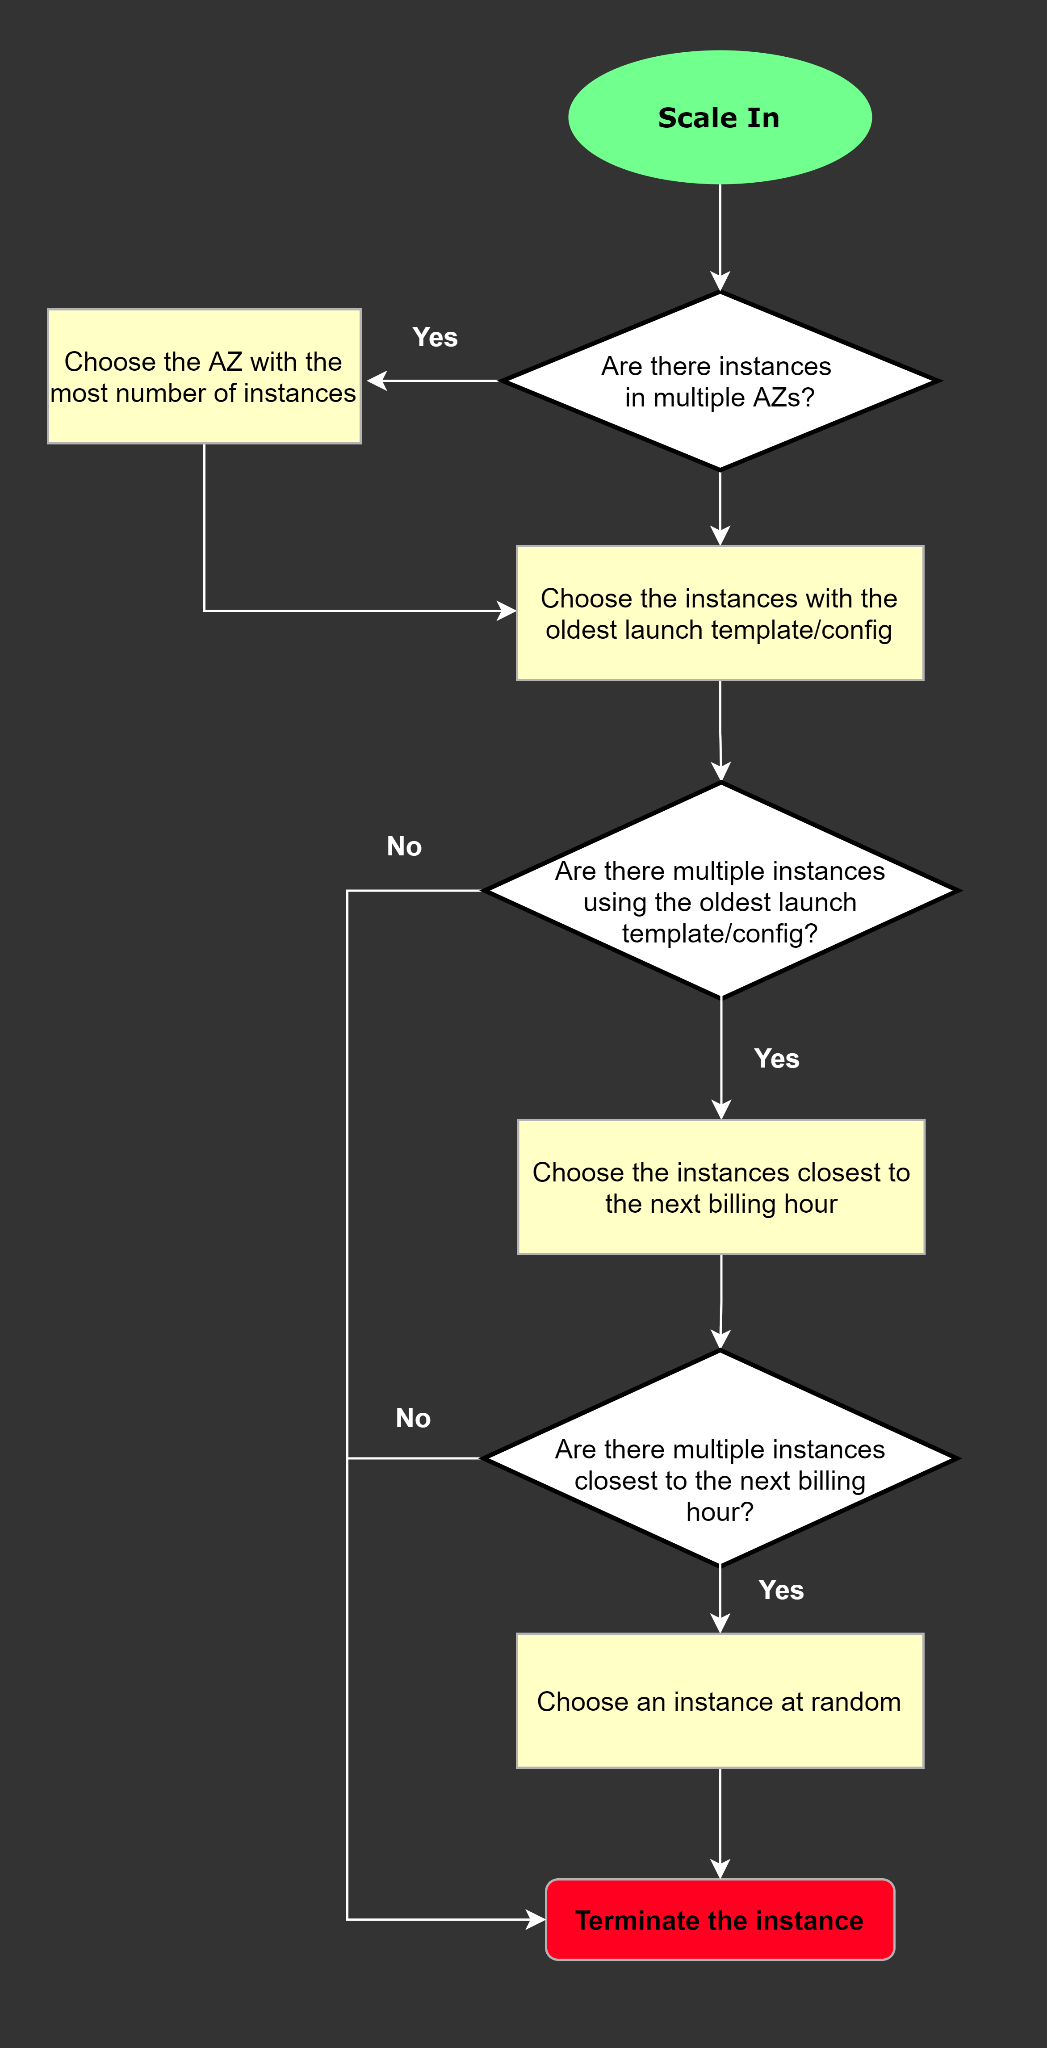 Scale In
Yes
Are there instances
in multiple AZs?
Choose the AZ with the
most number of instances
Choose the instances with the
oldest launch template/config
No
Are there multiple instances
using the oldest launch
template/config?
Yes
Choose the instances closest to
the next billing hour
No
Are there multiple instances
closest to the next billing
hour?
Yes
Choose an instance at random
Terminate the instance